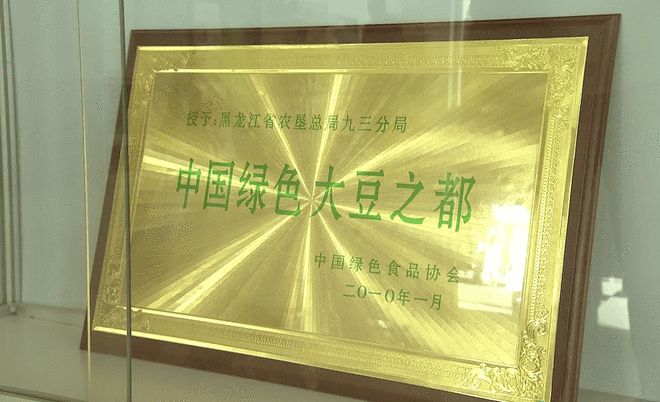 授予:黑龙江省农垦总局九三分局
中国绿色大豆之都
中国绿色食品协会
二〇一〇年一月